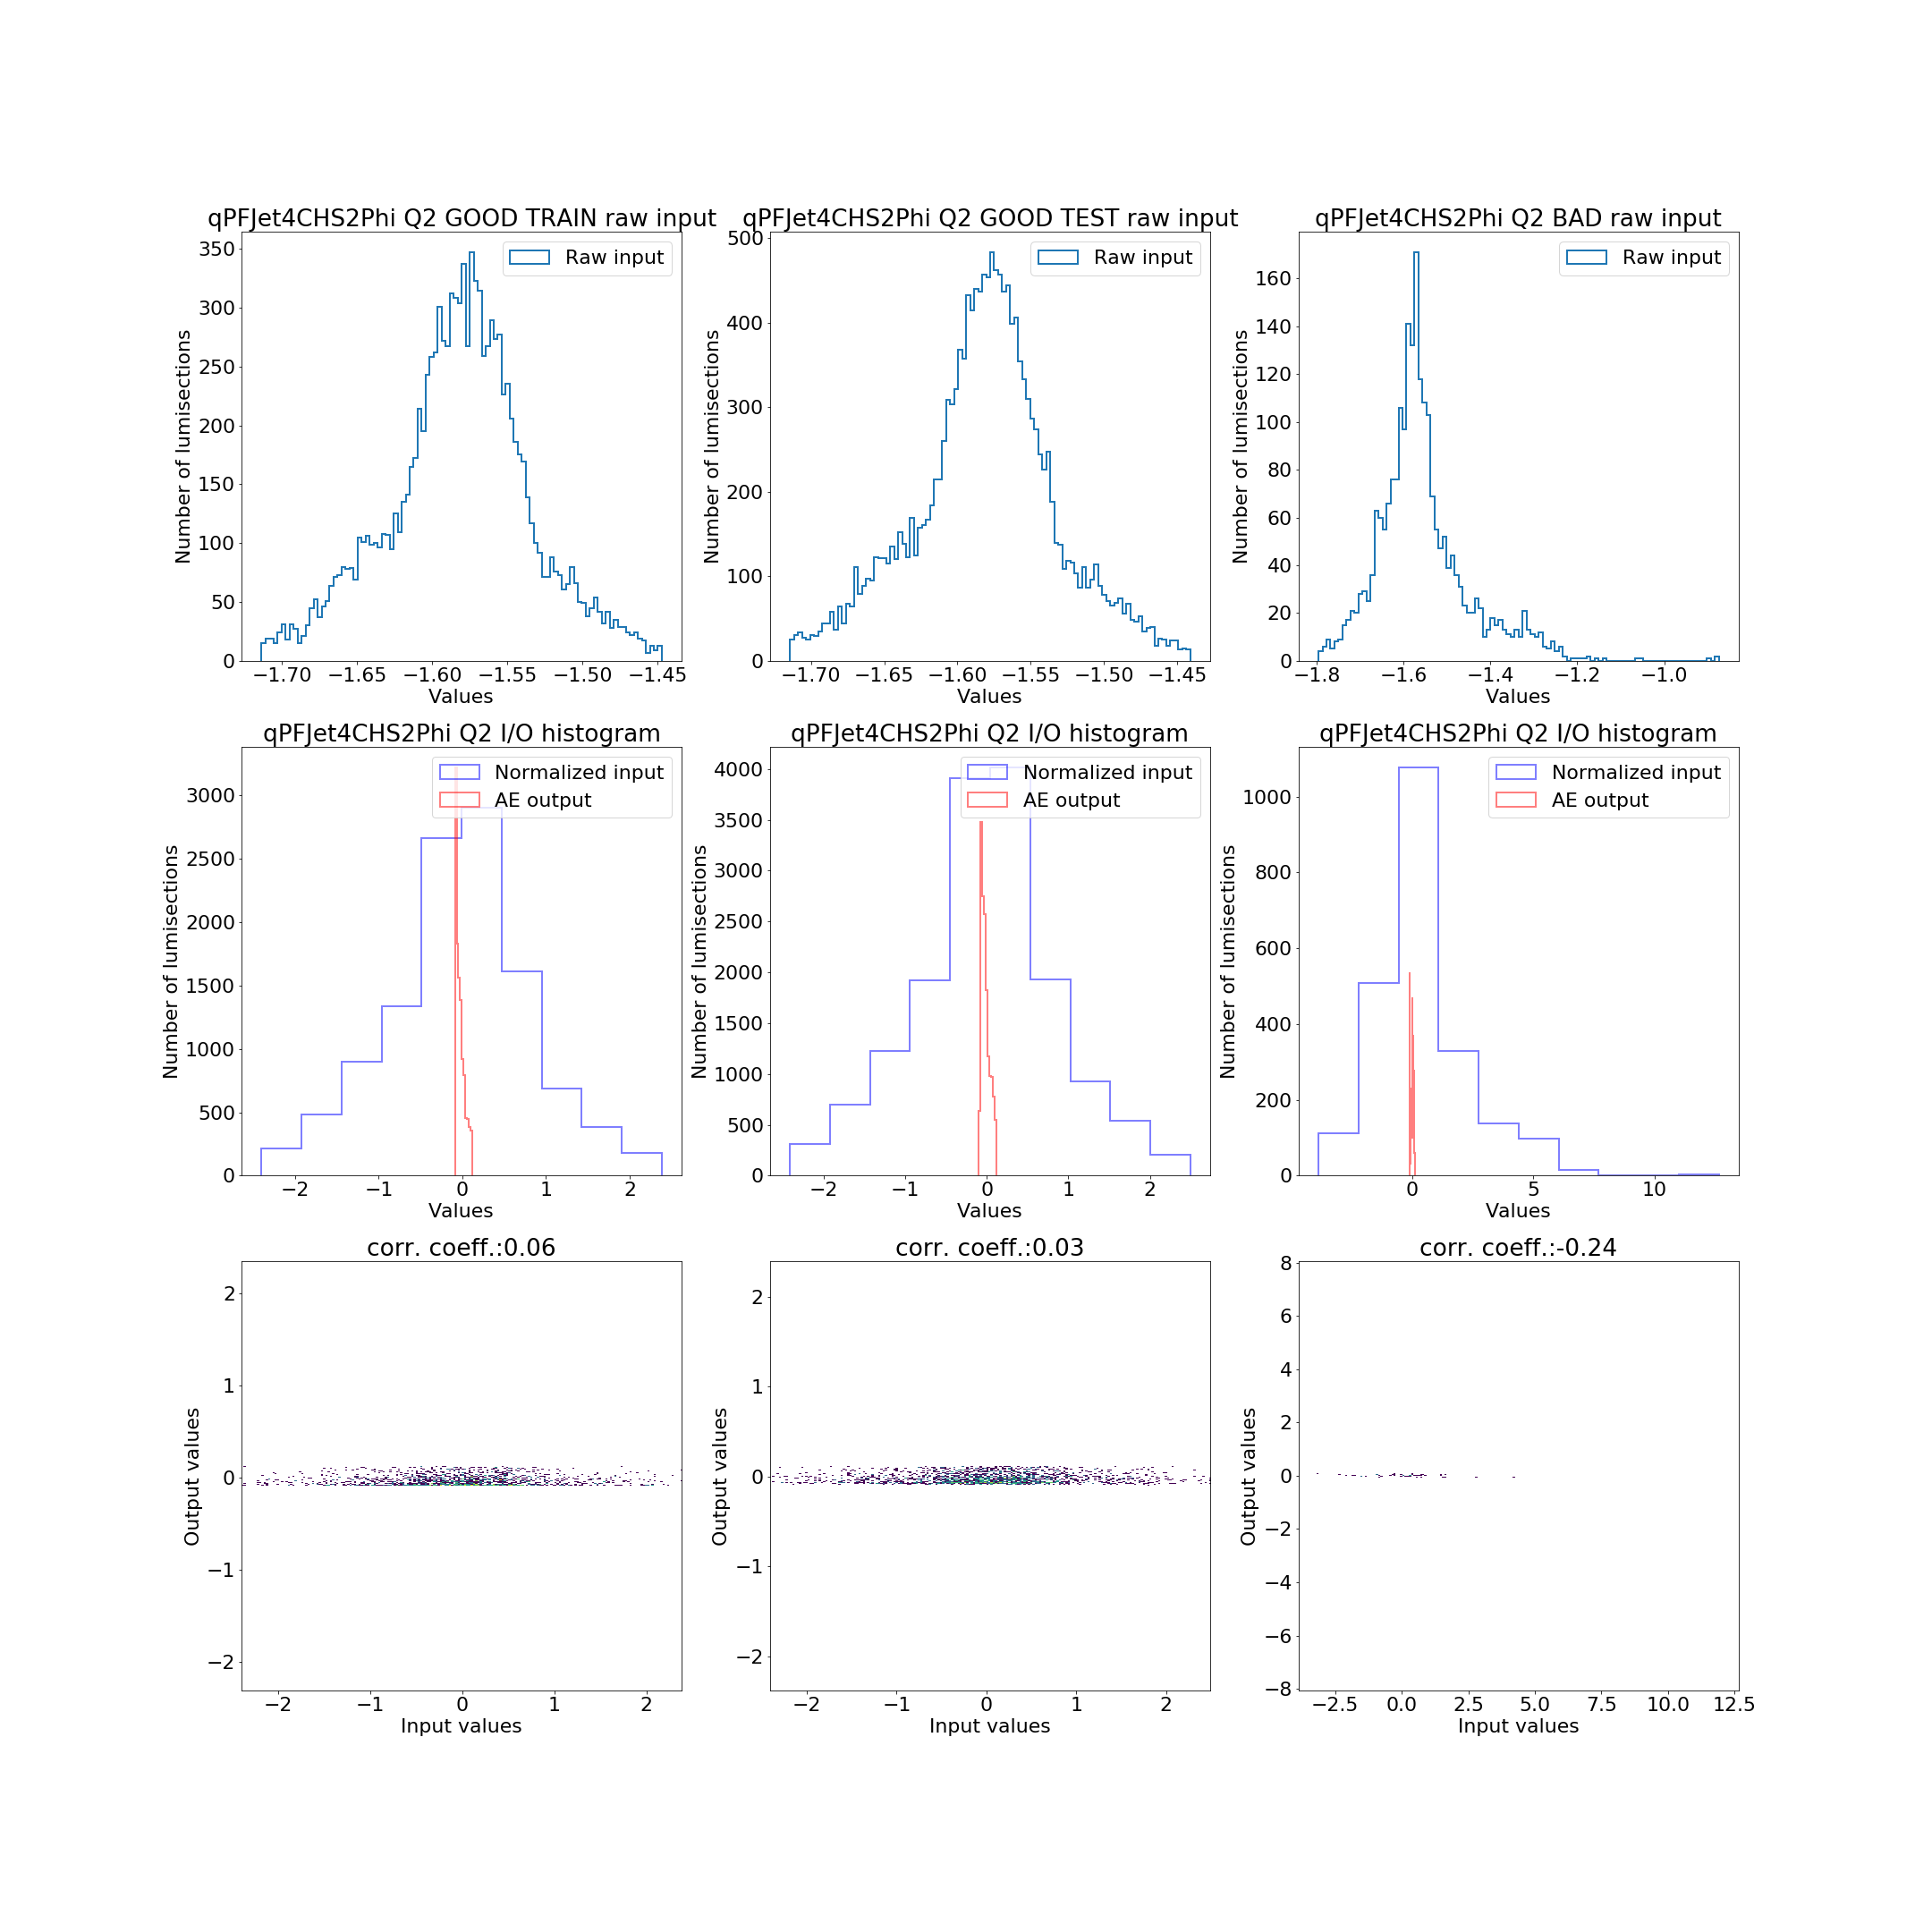 qPFJet4CHS2Phi Q2 GOOD TRAIN raw input
350
300
250
200
150
100
50
0
Number of lumisections
Raw input
−1.70 −1.65 −1.60 −1.55 −1.50 −1.45
Values
qPFJet4CHS2Phi Q2 GOOD TEST raw input
500
400
300
200
100
0
Number of lumisections
Raw input
−1.70 −1.65 −1.60 −1.55 −1.50 −1.45
Values
qPFJet4CHS2Phi Q2 BAD raw input
160
140
120
100
80
60
40
20
0
Number of lumisections
Raw input
−1.8 −1.6 −1.4 −1.2 −1.0
Values
qPFJet4CHS2Phi Q2 I/O histogram
3000
2500
2000
1500
1000
500
0
Number of lumisections
Normalized input
AE output
−2 −1 0 1 2
Values
qPFJet4CHS2Phi Q2 I/O histogram
4000
3500
3000
2500
2000
1500
1000
500
0
Number of lumisections
Normalized input
AE output
−2 −1 0 1 2
Values
qPFJet4CHS2Phi Q2 I/O histogram
1000
800
600
400
200
0
Number of lumisections
Normalized input
AE output
0 5 10
Values
corr. coeff.:0.06
2
1
0
−1
−2
Output values
−2 −1 0 1 2
Input values
corr. coeff.:0.03
2
1
0
−1
−2
Output values
−2 −1 0 1 2
Input values
corr. coeff.:-0.24
8
6
4
2
0
−2
−4
−6
−8
Output values
−2.5 0.0 2.5 5.0 7.5 10.0 12.5
Input values